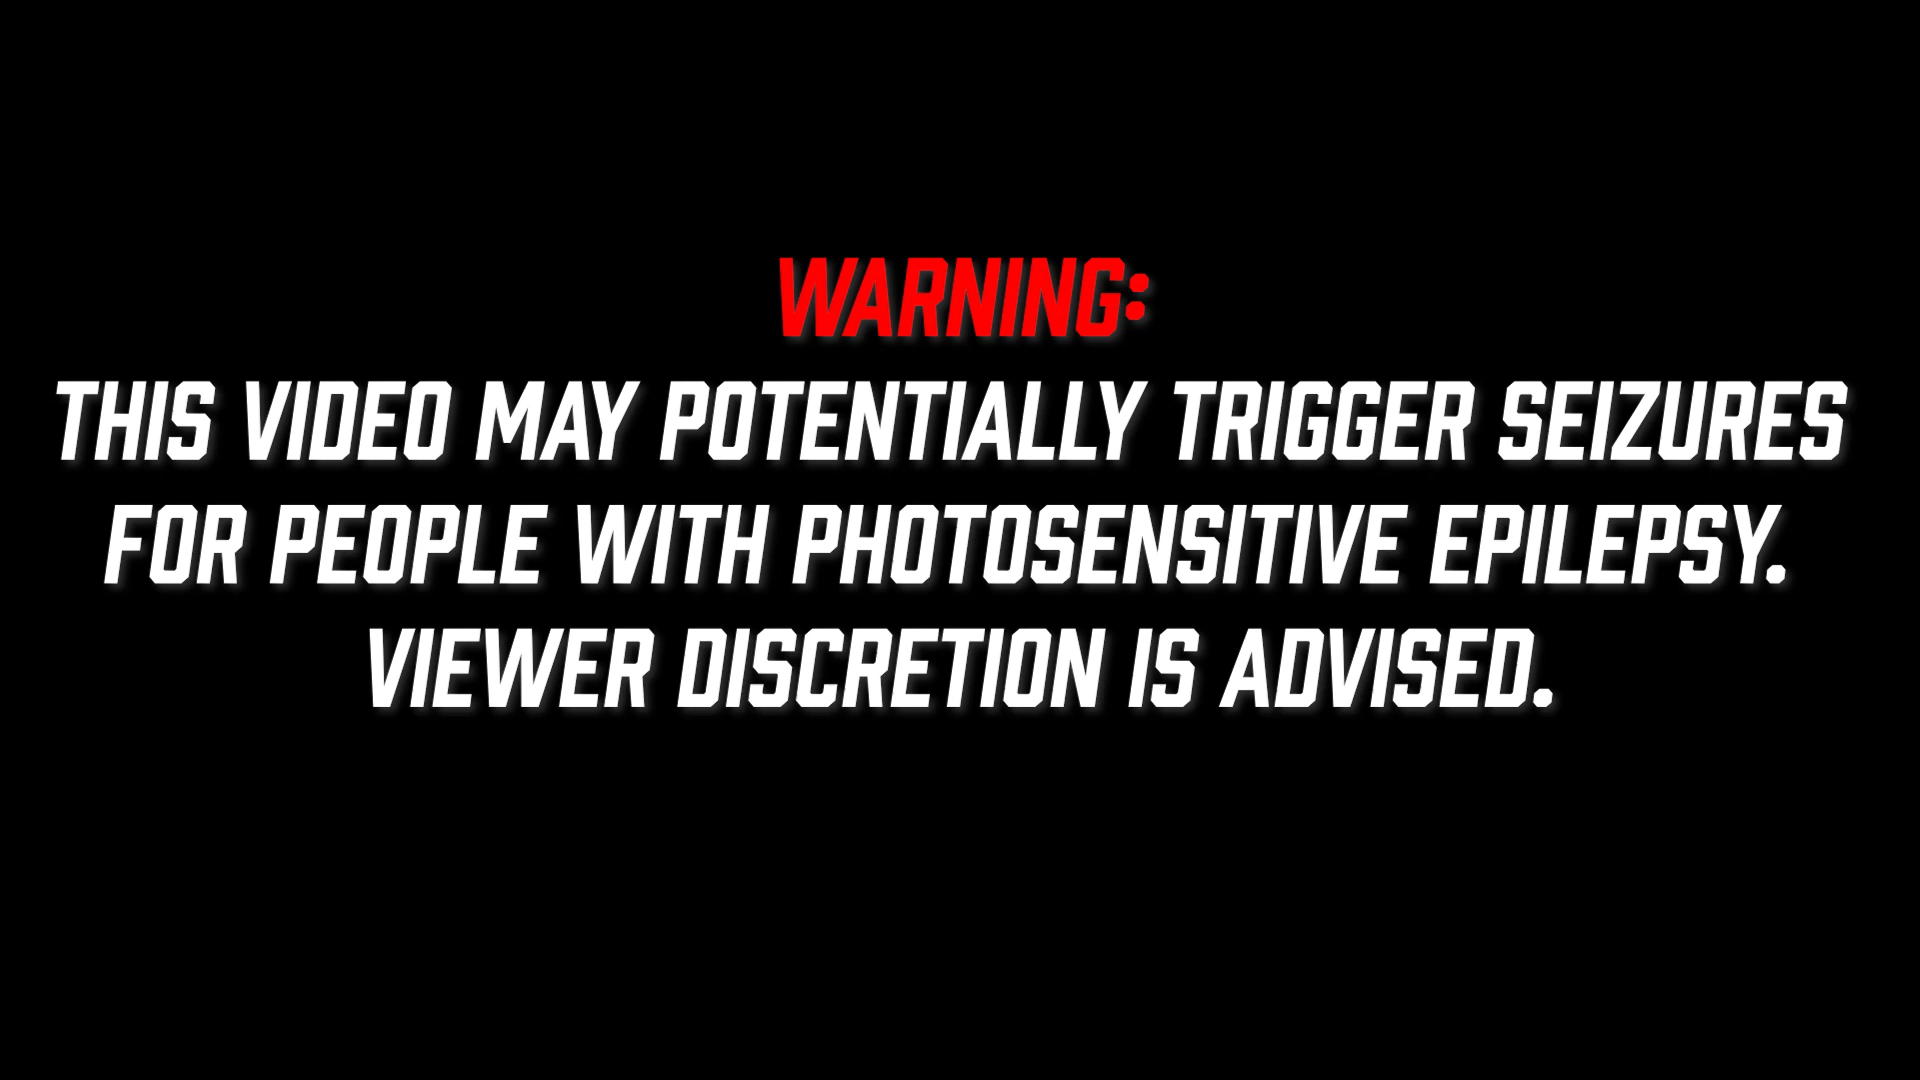 WARNING:
THIS VIDEO MAY POTENTIALLY TRIGGER SEIZURES
FOR PEOPLE WITH PHOTOSENSITIVE EPILEPSY.
VIEWER DISCRETION IS ADVISED.